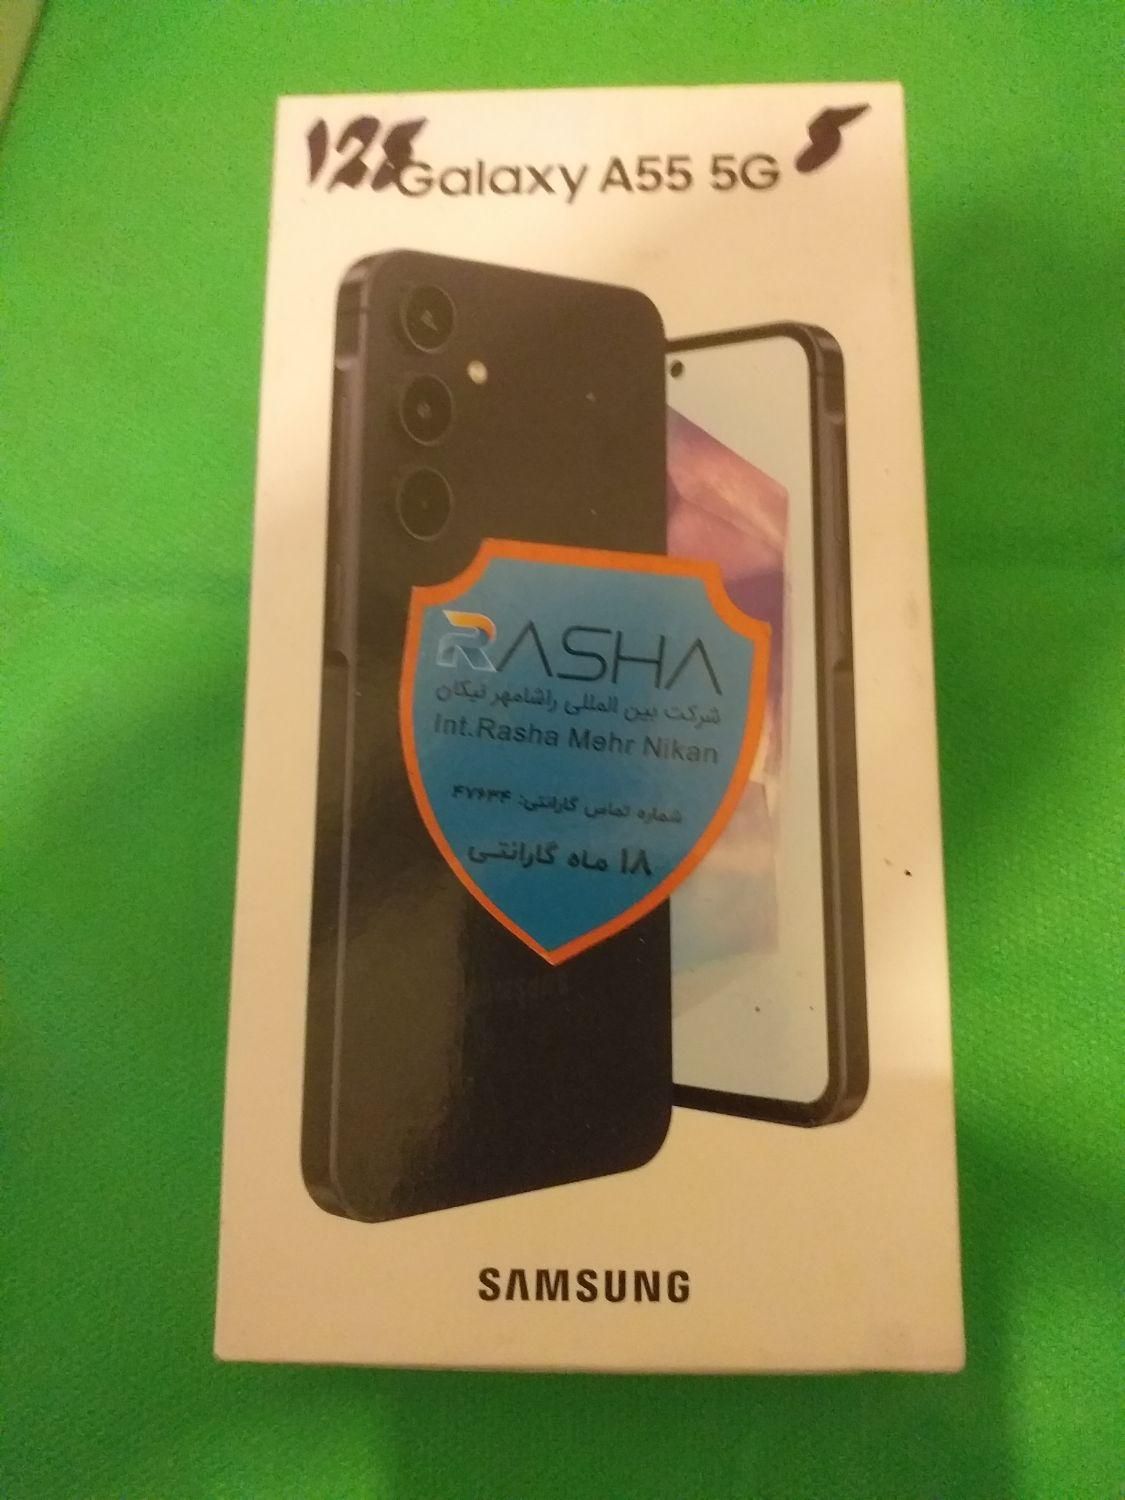 128
Galaxy A55 5G
RASHA
شرکت بین المللی راشامهر نیکان
Int.Rasha Mehr Nikan
شماره تماس گارانتی: ۴۷۶۳۴
۱۸ ماه گارانتی
SAMSUNG